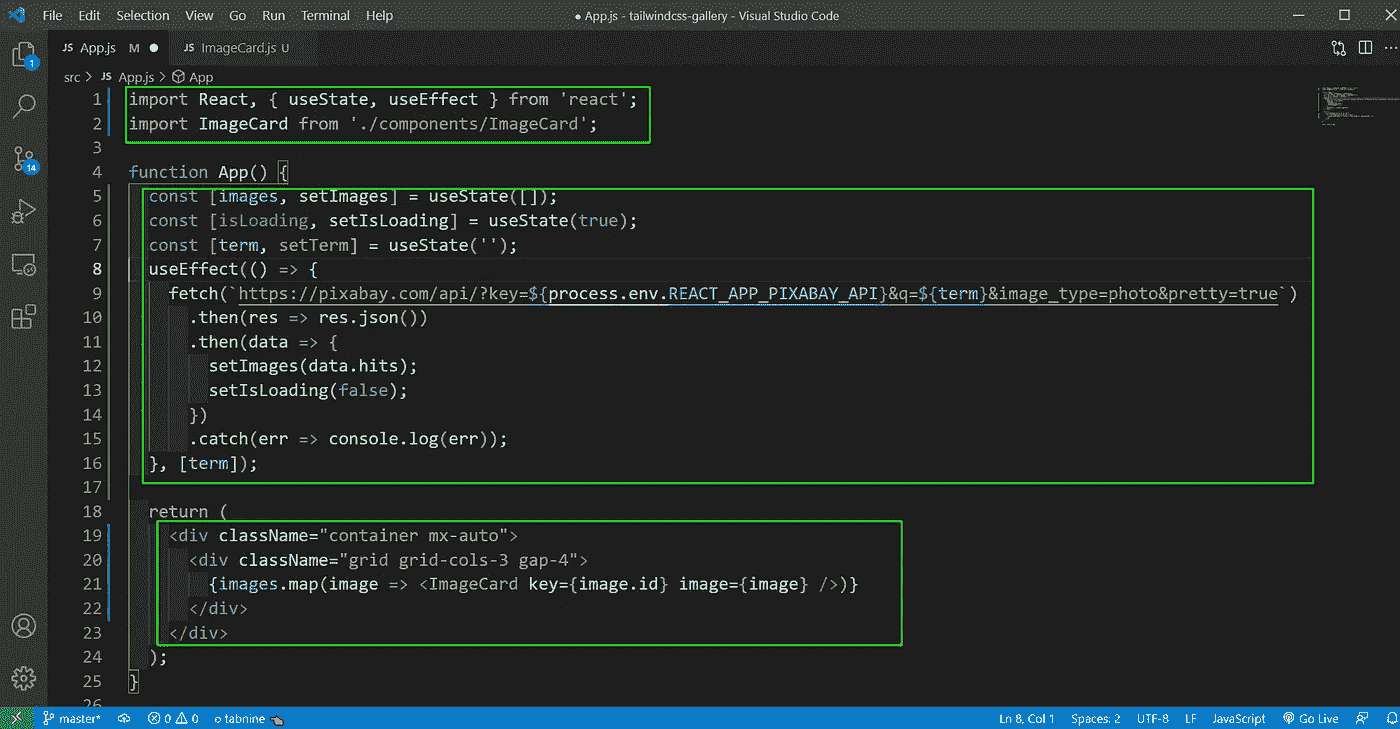 File Edit Selection View Go Run Terminal Help ● App.js - tailwindcss-gallery - Visual Studio Code
JS App.js M ● JS ImageCard.js U
src > JS App.js > App
1 import React, { useState, useEffect } from 'react';
2 import ImageCard from './components/ImageCard';
3
4 function App() {
5 const [images, setImages] = useState([]);
6 const [isLoading, setIsLoading] = useState(true);
7 const [term, setTerm] = useState('');
8 useEffect(() => {
9 fetch(`https://pixabay.com/api/?key=${process.env.REACT_APP_PIXABAY_API}&q=${term}&image_type=photo&pretty=true`)
10 .then(res => res.json())
11 .then(data => {
12 setImages(data.hits);
13 setIsLoading(false);
14 })
15 .catch(err => console.log(err));
16 }, [term]);
17
18 return (
19 <div className="container mx-auto">
20 <div className="grid grid-cols-3 gap-4">
21 {images.map(image => <ImageCard key={image.id} image={image} />)}
22 </div>
23 </div>
24 );
25 }
26
1
14
master* 0 0 tabnine Ln 8, Col 1 Spaces: 2 UTF-8 LF JavaScript Go Live